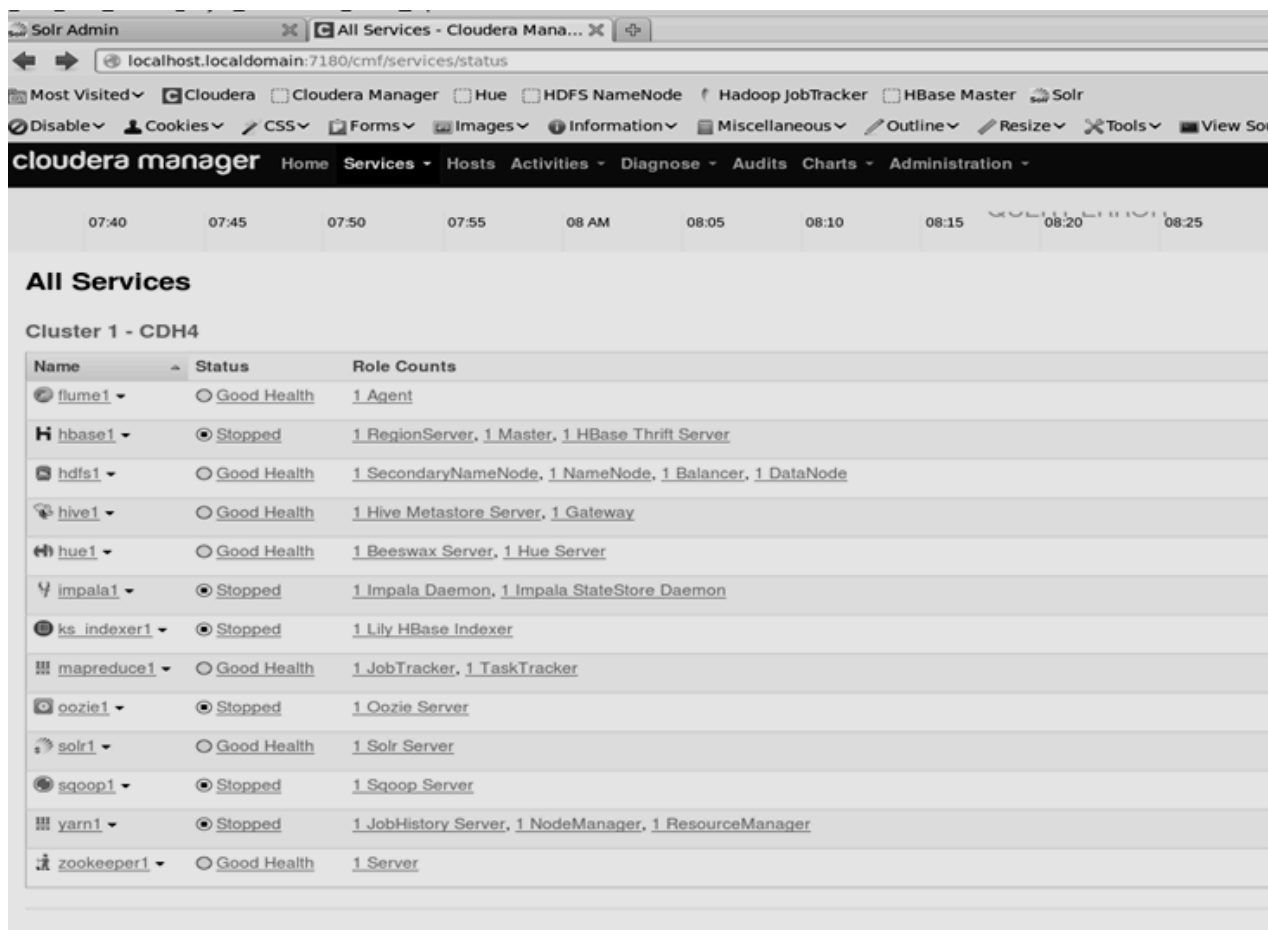 Solr Admin All Services - Cloudera Mana...
localhost.localdomain:7180/cmf/services/status
Most Visited Cloudera Cloudera Manager Hue HDFS NameNode Hadoop JobTracker HBase Master Solr
Disable Cookies CSS Forms Images Information Miscellaneous Outline Resize Tools View Sou
cloudera manager Home Services Hosts Activities Diagnose Audits Charts Administration
07:40 07:45 07:50 07:55 08 AM 08:05 08:10 08:15 08:20 08:25
All Services
Cluster 1 - CDH4
Name Status Role Counts
flume1 Good Health 1 Agent
hbase1 Stopped 1 RegionServer, 1 Master, 1 HBase Thrift Server
hdfs1 Good Health 1 SecondaryNameNode, 1 NameNode, 1 Balancer, 1 DataNode
hive1 Good Health 1 Hive Metastore Server, 1 Gateway
hue1 Good Health 1 Beeswax Server, 1 Hue Server
impala1 Stopped 1 Impala Daemon, 1 Impala StateStore Daemon
ks_indexer1 Stopped 1 Lily HBase Indexer
mapreduce1 Good Health 1 JobTracker, 1 TaskTracker
oozie1 Stopped 1 Oozie Server
solr1 Good Health 1 Solr Server
sqoop1 Stopped 1 Sqoop Server
yarn1 Stopped 1 JobHistory Server, 1 NodeManager, 1 ResourceManager
zookeeper1 Good Health 1 Server